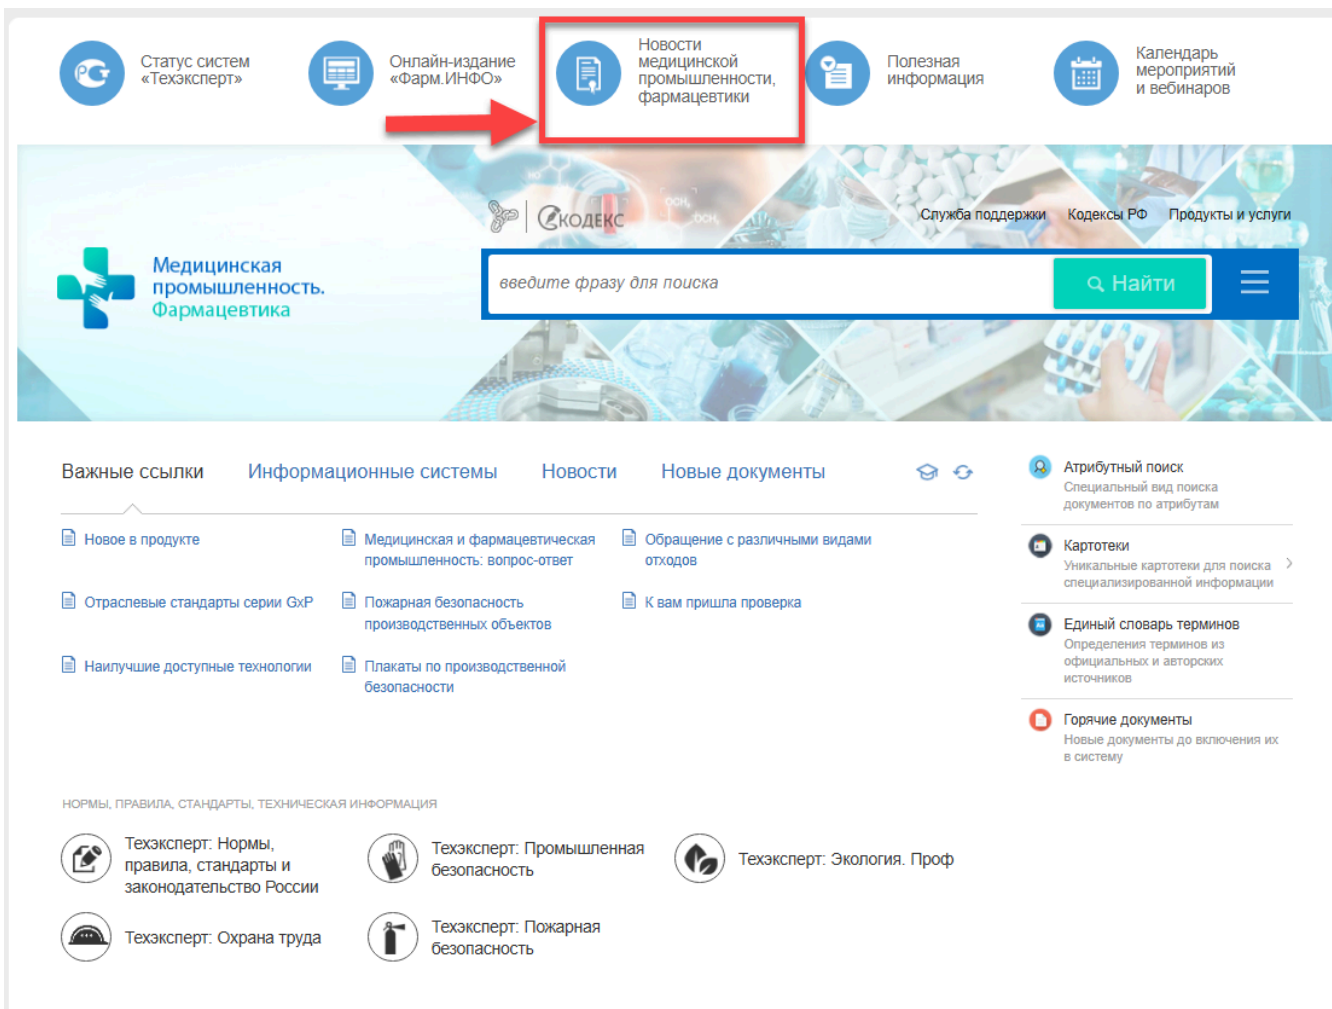 Статус систем
«Техэксперт»
Онлайн-издание
«Фарм.ИНФО»
Новости
медицинской
промышленности,
фармацевтики
Полезная
информация
Календарь
мероприятий
и вебинаров
КОДЕКС
Служба поддержки
Кодексы РФ
Продукты и услуги
Медицинская
промышленность.
Фармацевтика
введите фразу для поиска
Найти
Важные ссылки
Информационные системы
Новости
Новые документы
Новое в продукте
Медицинская и фармацевтическая
промышленность: вопрос-ответ
Обращение с различными видами
отходов
Отраслевые стандарты серии GxP
Пожарная безопасность
производственных объектов
К вам пришла проверка
Наилучшие доступные технологии
Плакаты по производственной
безопасности
Атрибутный поиск
Специальный вид поиска
документов по атрибутам
Картотеки
Уникальные картотеки для поиска
специализированной информации
Единый словарь терминов
Определения терминов из
официальных и авторских
источников
Горячие документы
Новые документы до включения их
в систему
НОРМЫ, ПРАВИЛА, СТАНДАРТЫ, ТЕХНИЧЕСКАЯ ИНФОРМАЦИЯ
Техэксперт: Нормы,
правила, стандарты и
законодательство России
Техэксперт: Промышленная
безопасность
Техэксперт: Экология. Проф
Техэксперт: Охрана труда
Техэксперт: Пожарная
безопасность